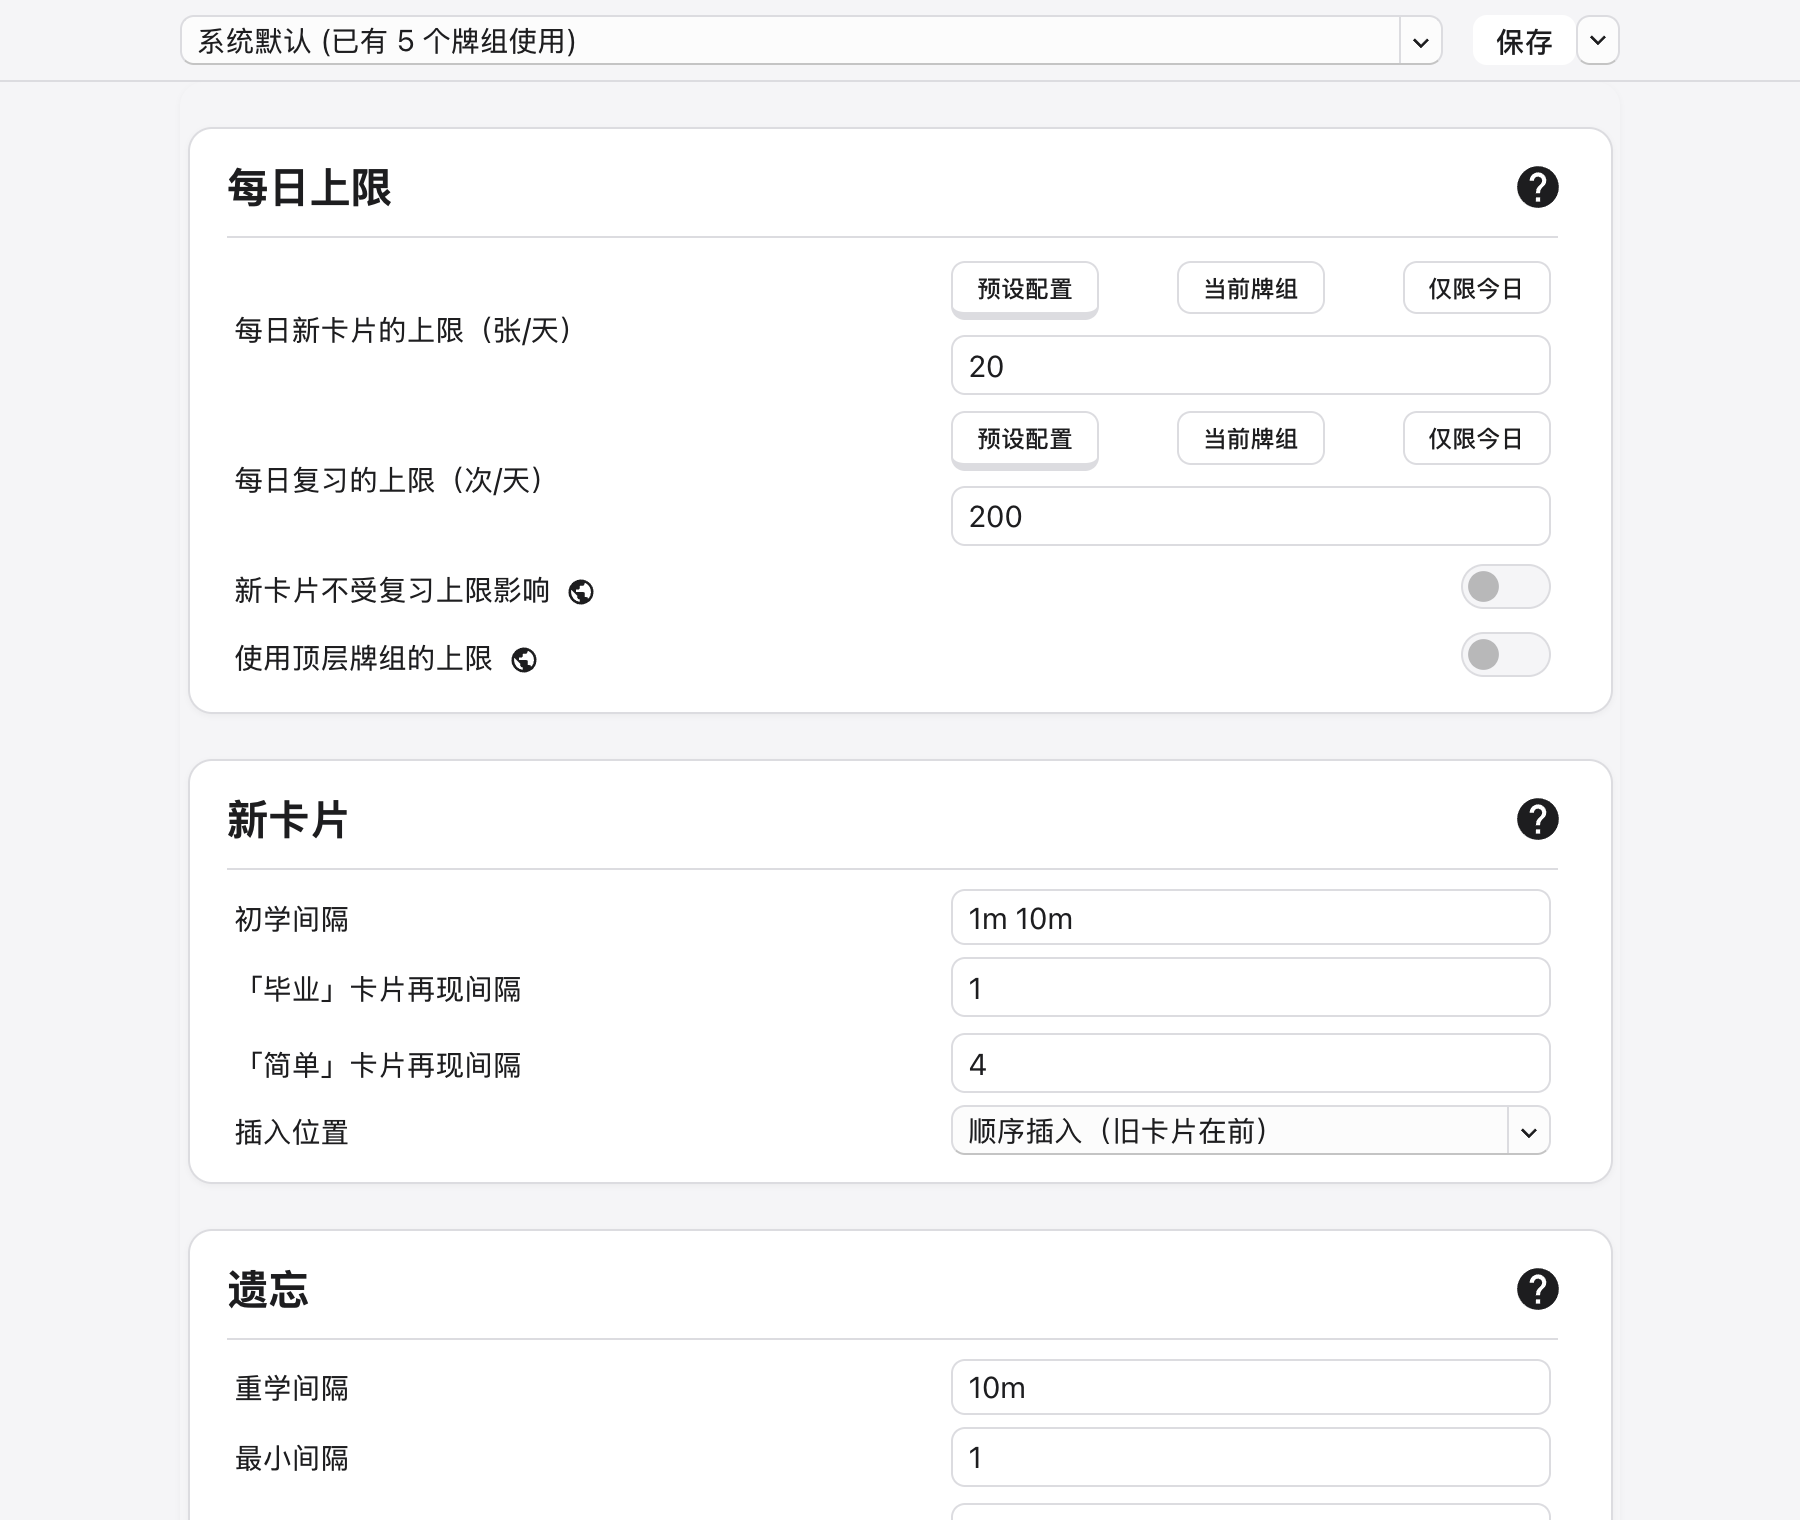 系统默认 (已有 5 个牌组使用)
保存
每日上限
每日新卡片的上限（张/天）
预设配置 当前牌组 仅限今日
20
每日复习的上限（次/天）
预设配置 当前牌组 仅限今日
200
新卡片不受复习上限影响
使用顶层牌组的上限
新卡片
初学间隔 1m 10m
「毕业」卡片再现间隔 1
「简单」卡片再现间隔 4
插入位置 顺序插入（旧卡片在前）
遗忘
重学间隔 10m
最小间隔 1